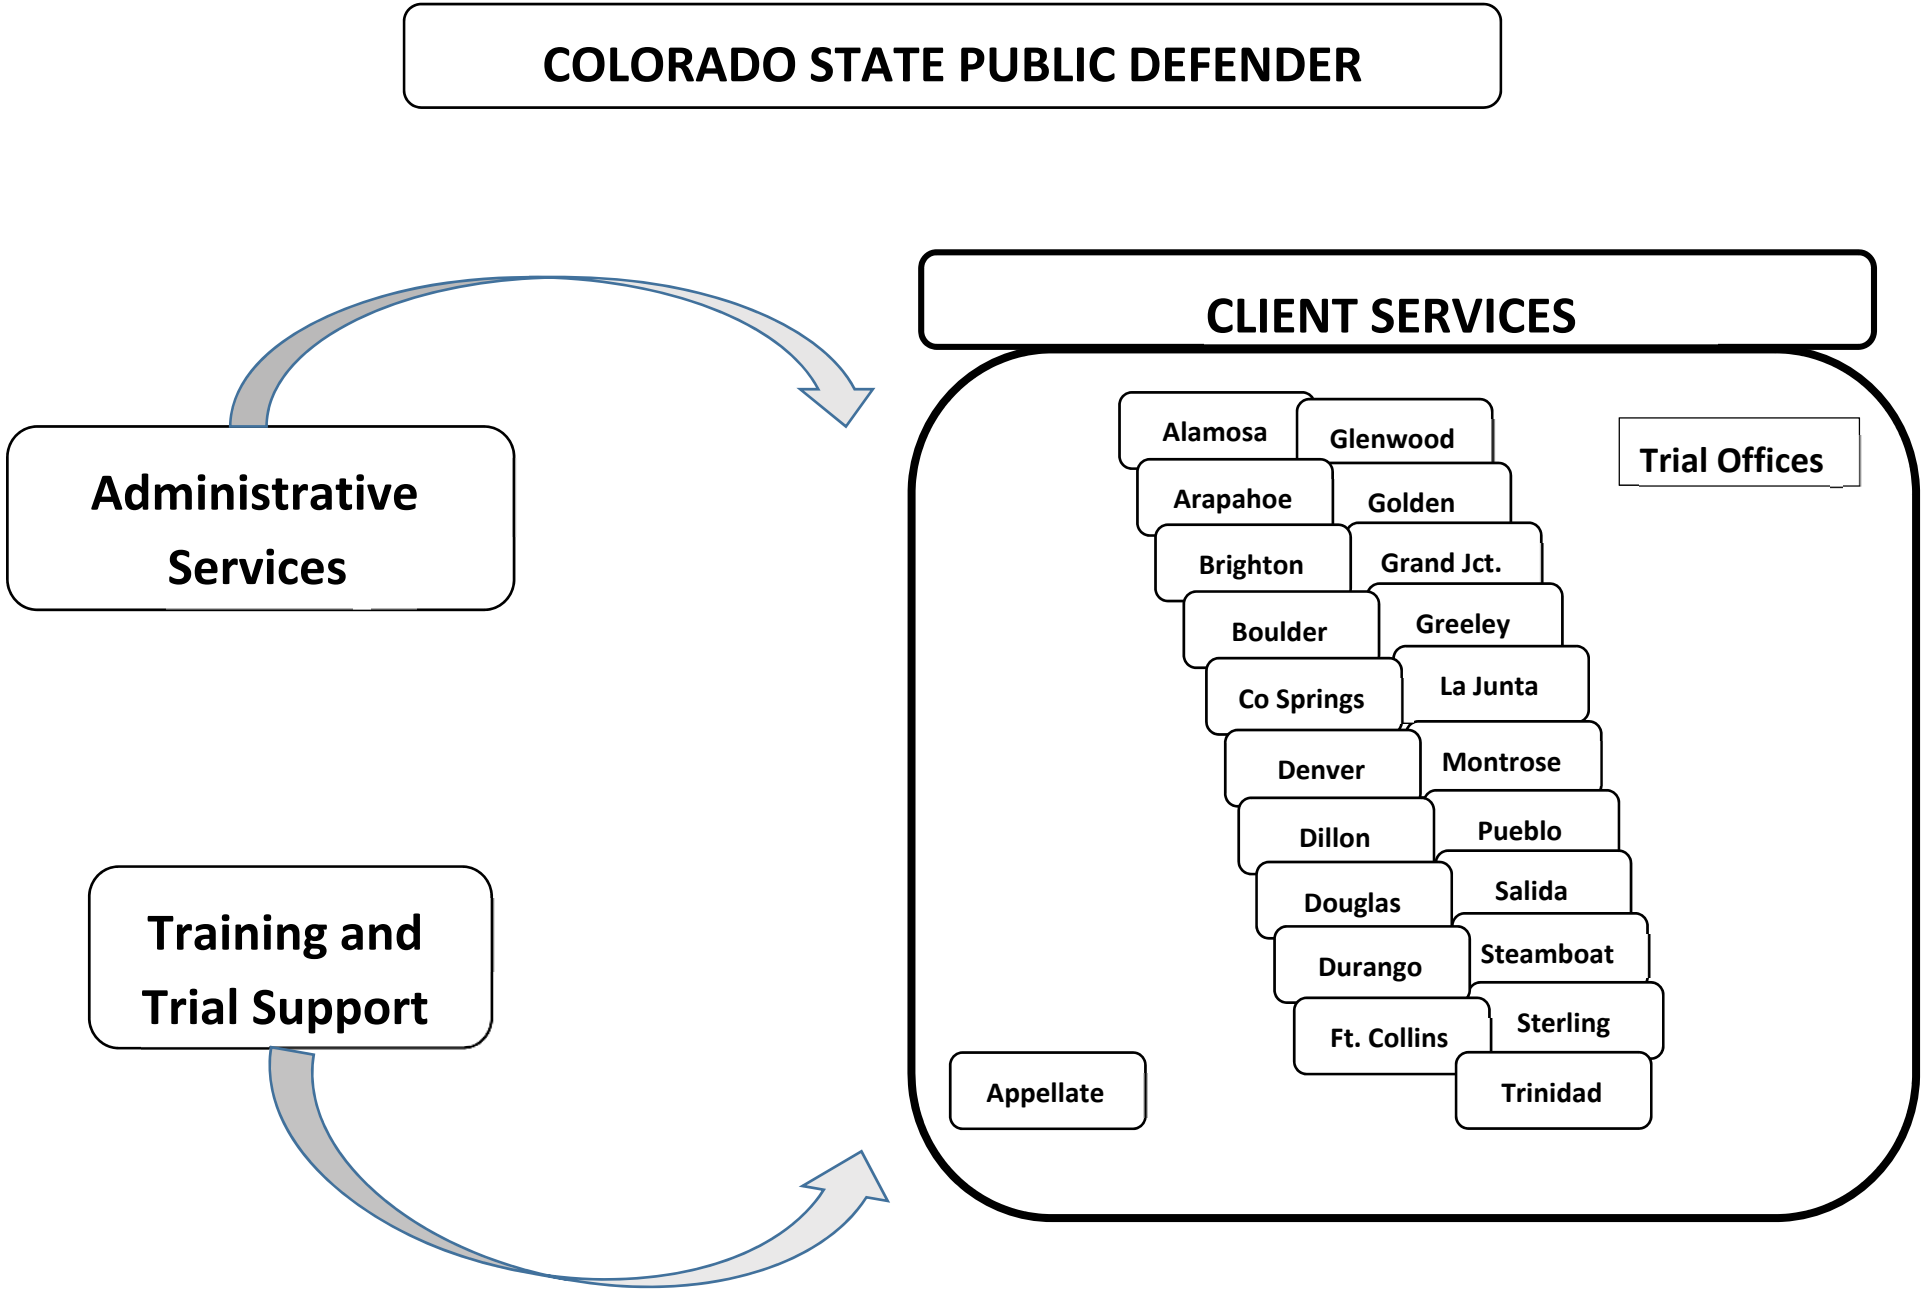 COLORADO STATE PUBLIC DEFENDER
CLIENT SERVICES
Administrative
Services
Training and
Trial Support
Trial Offices
Alamosa
Arapahoe
Brighton
Boulder
Co Springs
Denver
Dillon
Douglas
Durango
Ft. Collins
Glenwood
Golden
Grand Jct.
Greeley
La Junta
Montrose
Pueblo
Salida
Steamboat
Sterling
Trinidad
Appellate